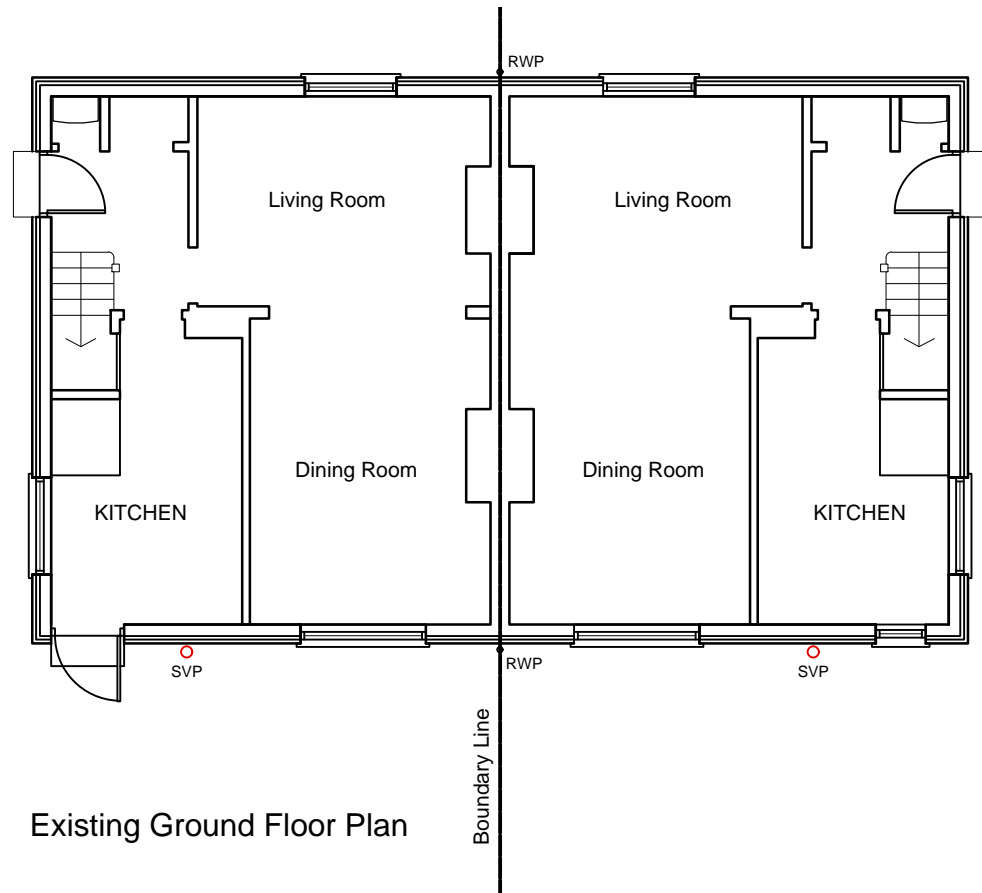 RWP
Living Room
Living Room
Dining Room
Dining Room
KITCHEN
KITCHEN
RWP
SVP
SVP
Boundary Line
Existing Ground Floor Plan